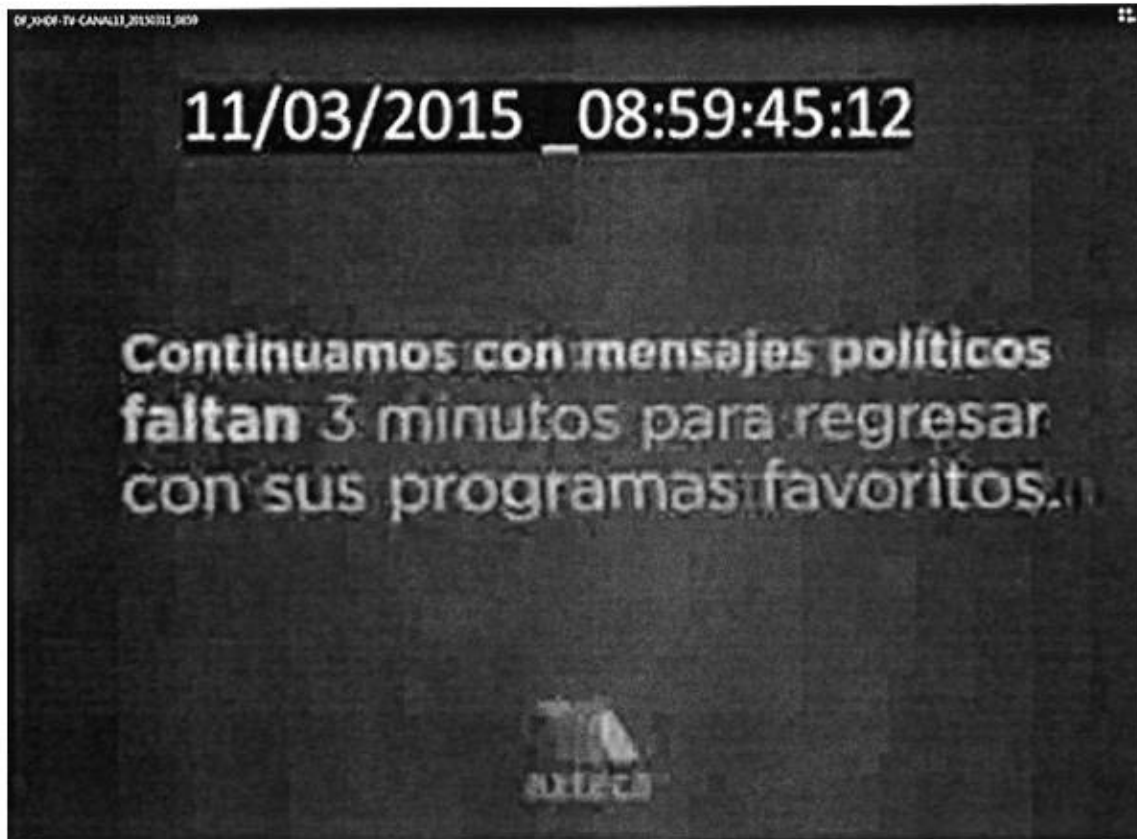 DF_XHDF-TV-CANAL13_20150311_0859
11/03/2015 _08:59:45:12
Continuamos con mensajes políticos
faltan 3 minutos para regresar
con sus programas favoritos.
azteca